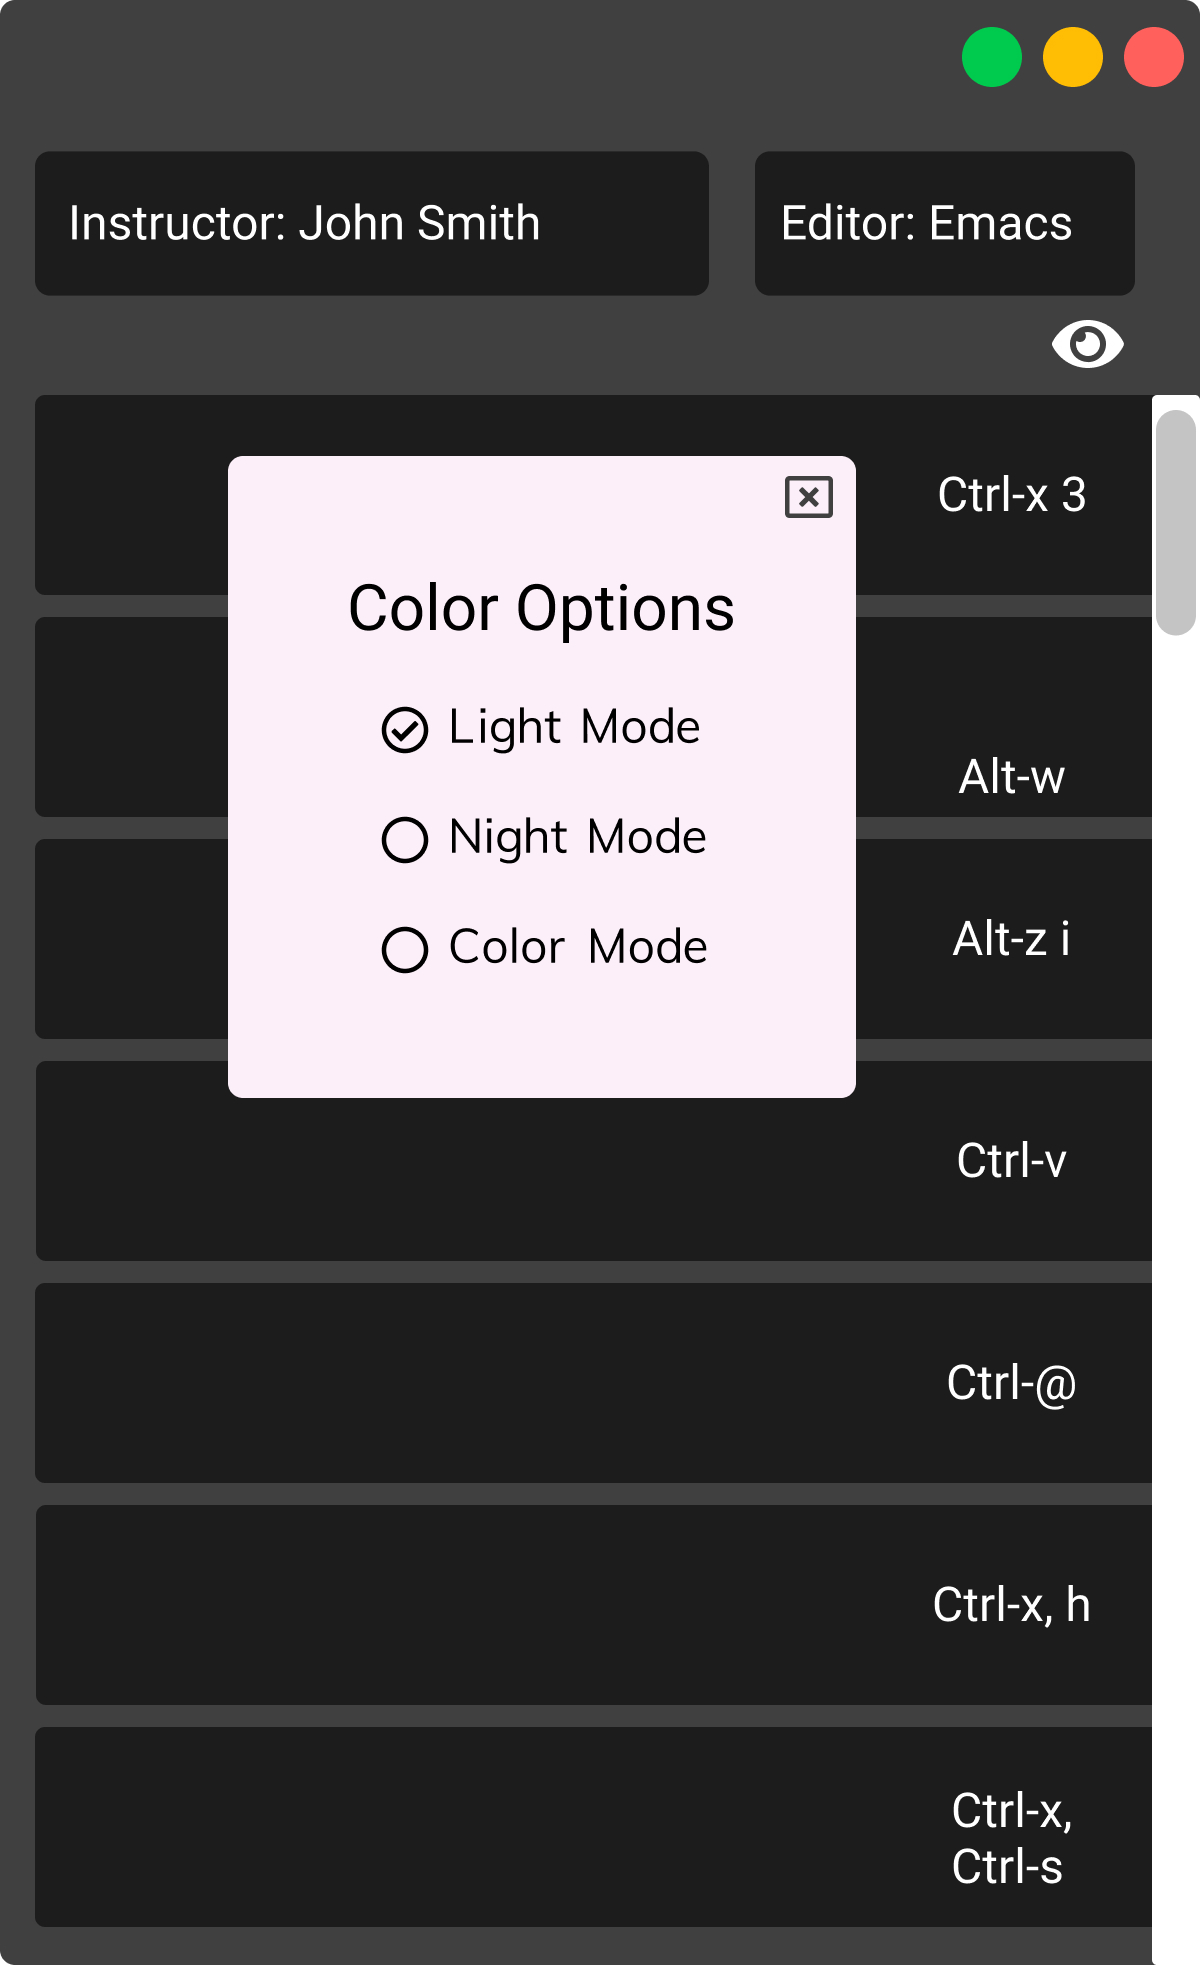 Instructor: John Smith
Editor: Emacs
Ctrl-x 3
Color Options
Light Mode
Alt-w
Night Mode
Alt-z i
Color Mode
Ctrl-v
Ctrl-@
Ctrl-x, h
Ctrl-x,
Ctrl-s